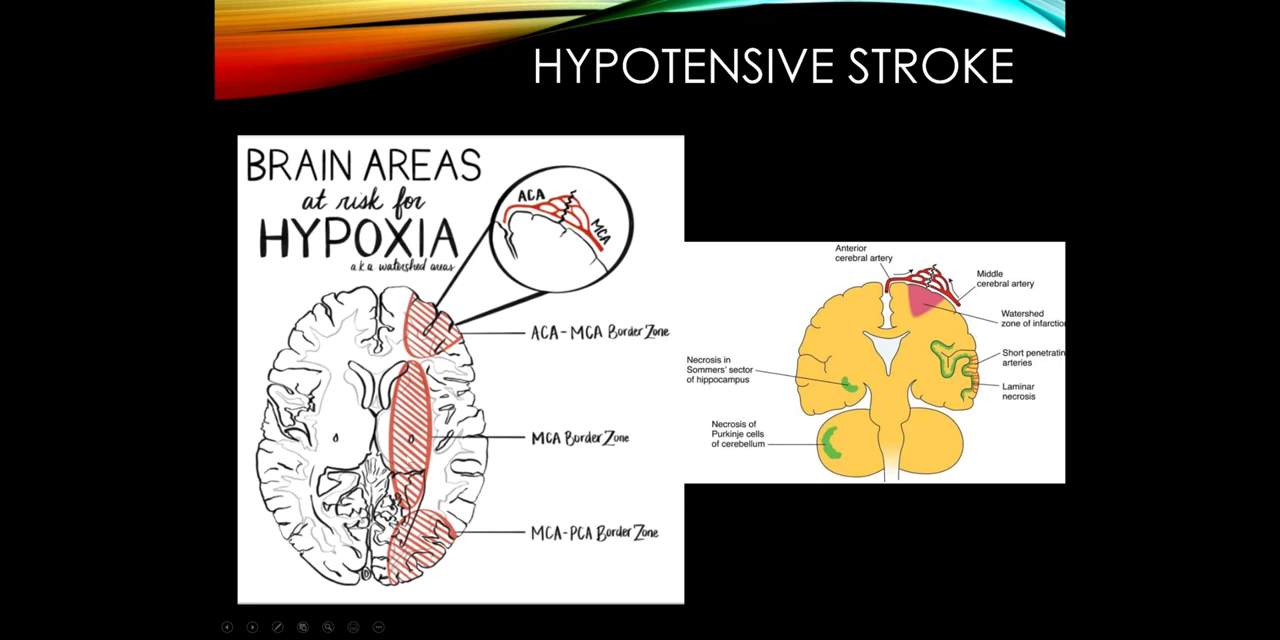 HYPOTENSIVE STROKE
BRAIN AREAS
at risk for
HYPOXIA
a.k.a. watershed areas
ACA
MCA
ACA-MCA Border Zone
MCA Border Zone
MCA-PCA Border Zone
Anterior
cerebral artery
Middle
cerebral artery
Watershed
zone of infarctio
Short penetratin
arteries
Laminar
necrosis
Necrosis in
Sommers' sector
of hippocampus
Necrosis of
Purkinje cells
of cerebellum